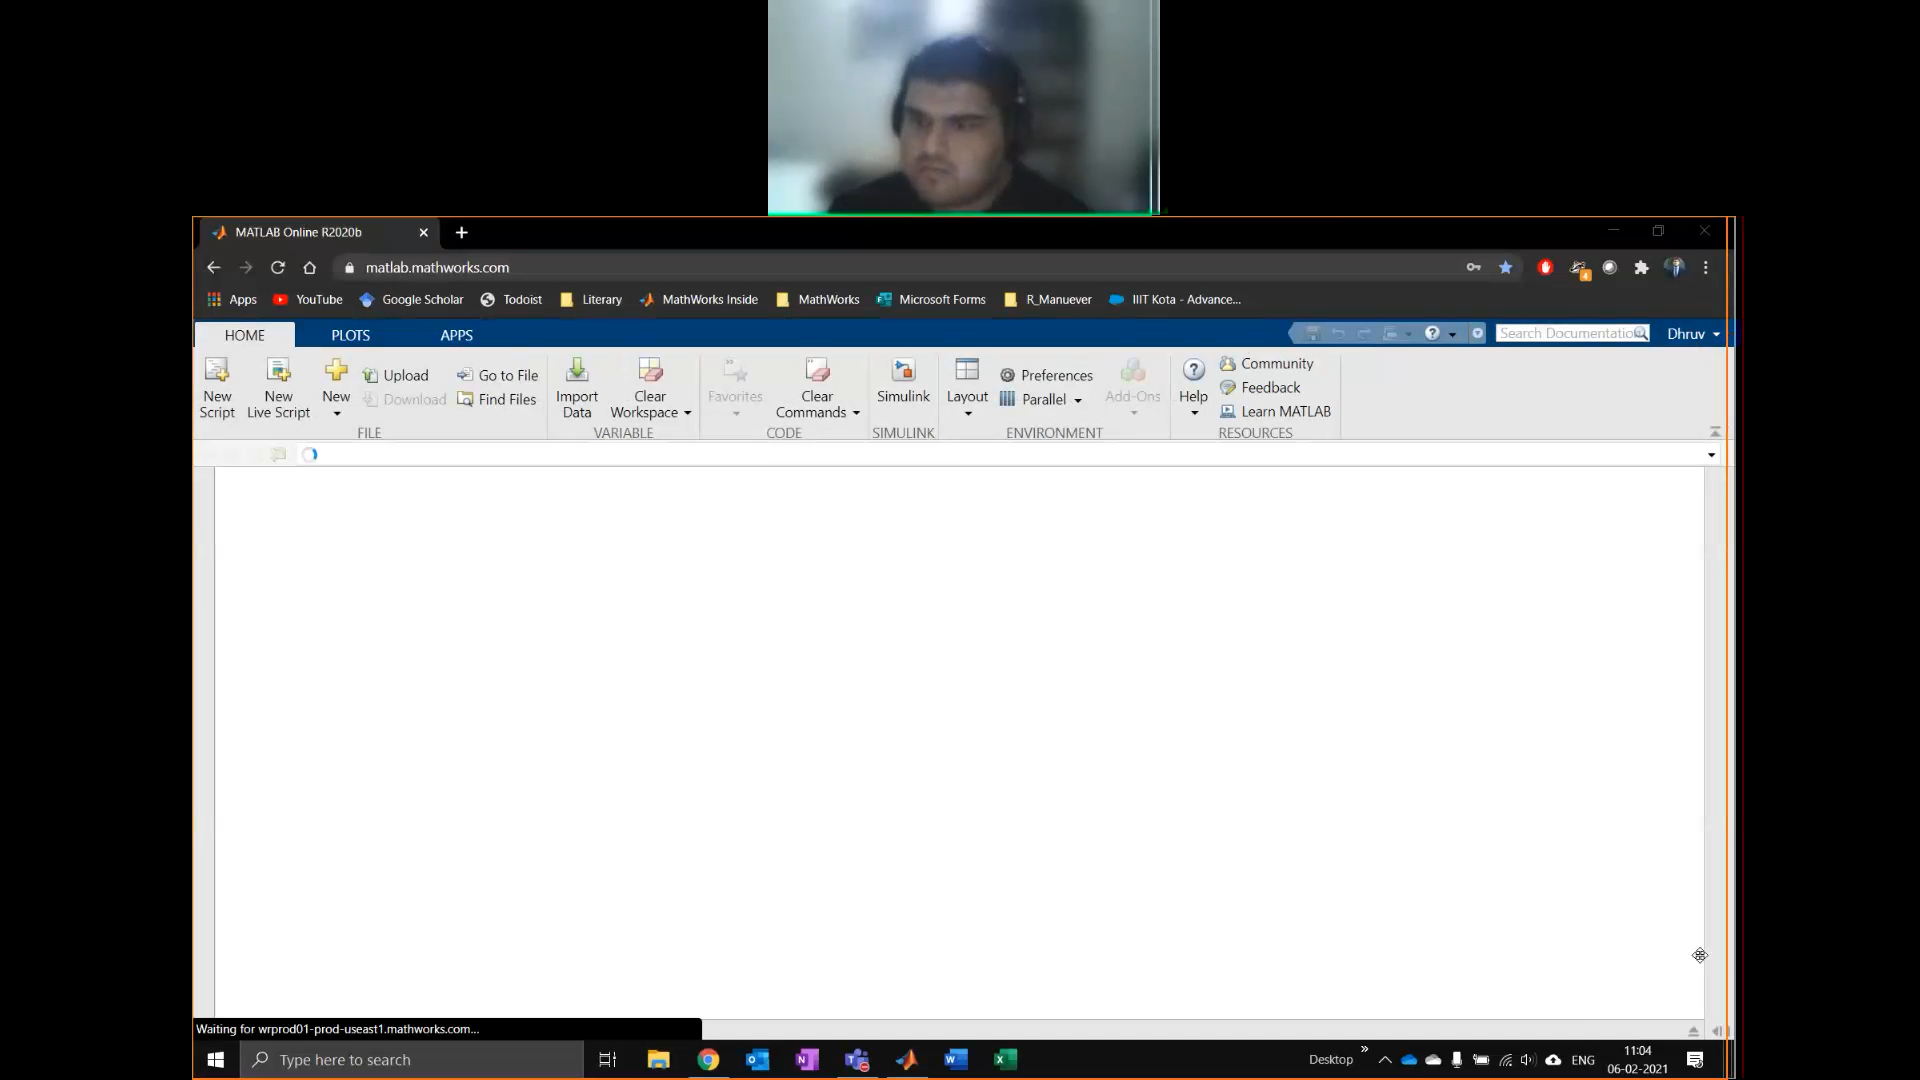 MATLAB Online R2020b
matlab.mathworks.com
4
Apps YouTube Google Scholar Todoist Literary MathWorks Inside MathWorks Microsoft Forms R_Manuever IIIT Kota - Advance...
HOME PLOTS APPS Search Documentatio Dhruv
New Script
New Live Script
New
Upload
Download
Go to File
Find Files
FILE
Import Data
Clear Workspace
VARIABLE
Favorites
Clear Commands
CODE
Simulink
SIMULINK
Layout
Preferences
Parallel
Add-Ons
ENVIRONMENT
Help
Community
Feedback
Learn MATLAB
RESOURCES
Waiting for wrprod01-prod-useast1.mathworks.com...
Type here to search
Desktop
ENG
11:04
06-02-2021